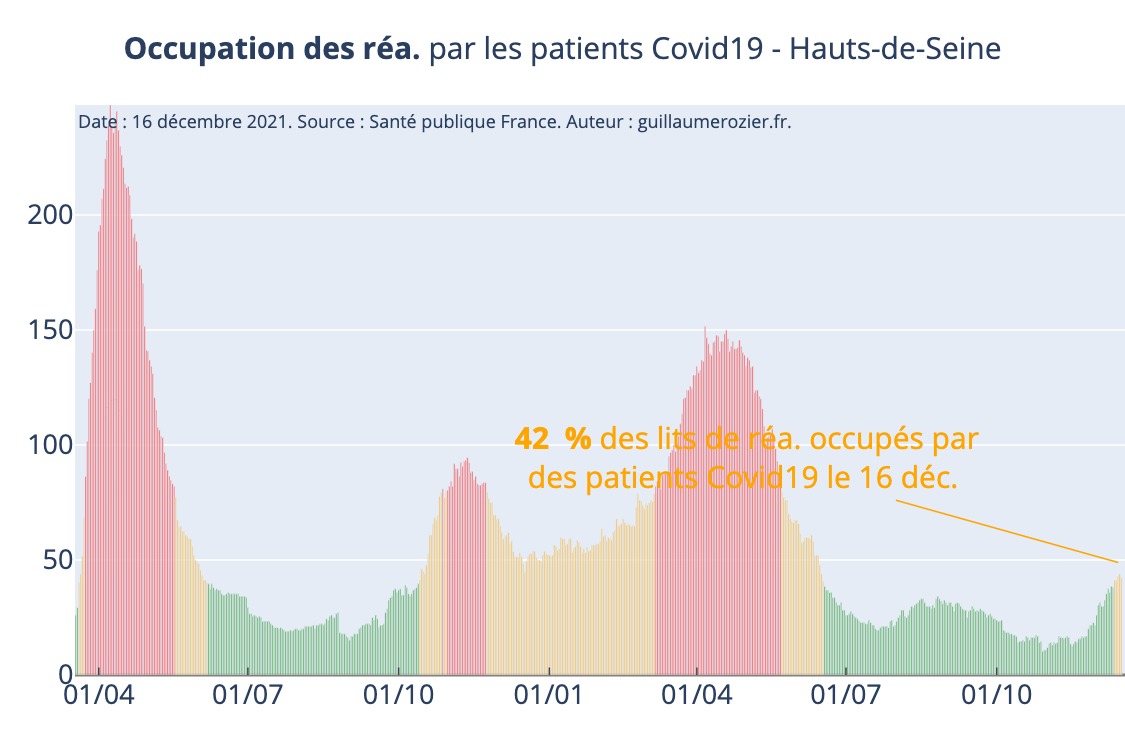 Occupation des réa. par les patients Covid19 - Hauts-de-Seine
Date : 16 décembre 2021. Source : Santé publique France. Auteur : guillaumerozier.fr.
200
150
100
50
0
42 % des lits de réa. occupés par
des patients Covid19 le 16 déc.
01/04 01/07 01/10 01/01 01/04 01/07 01/10